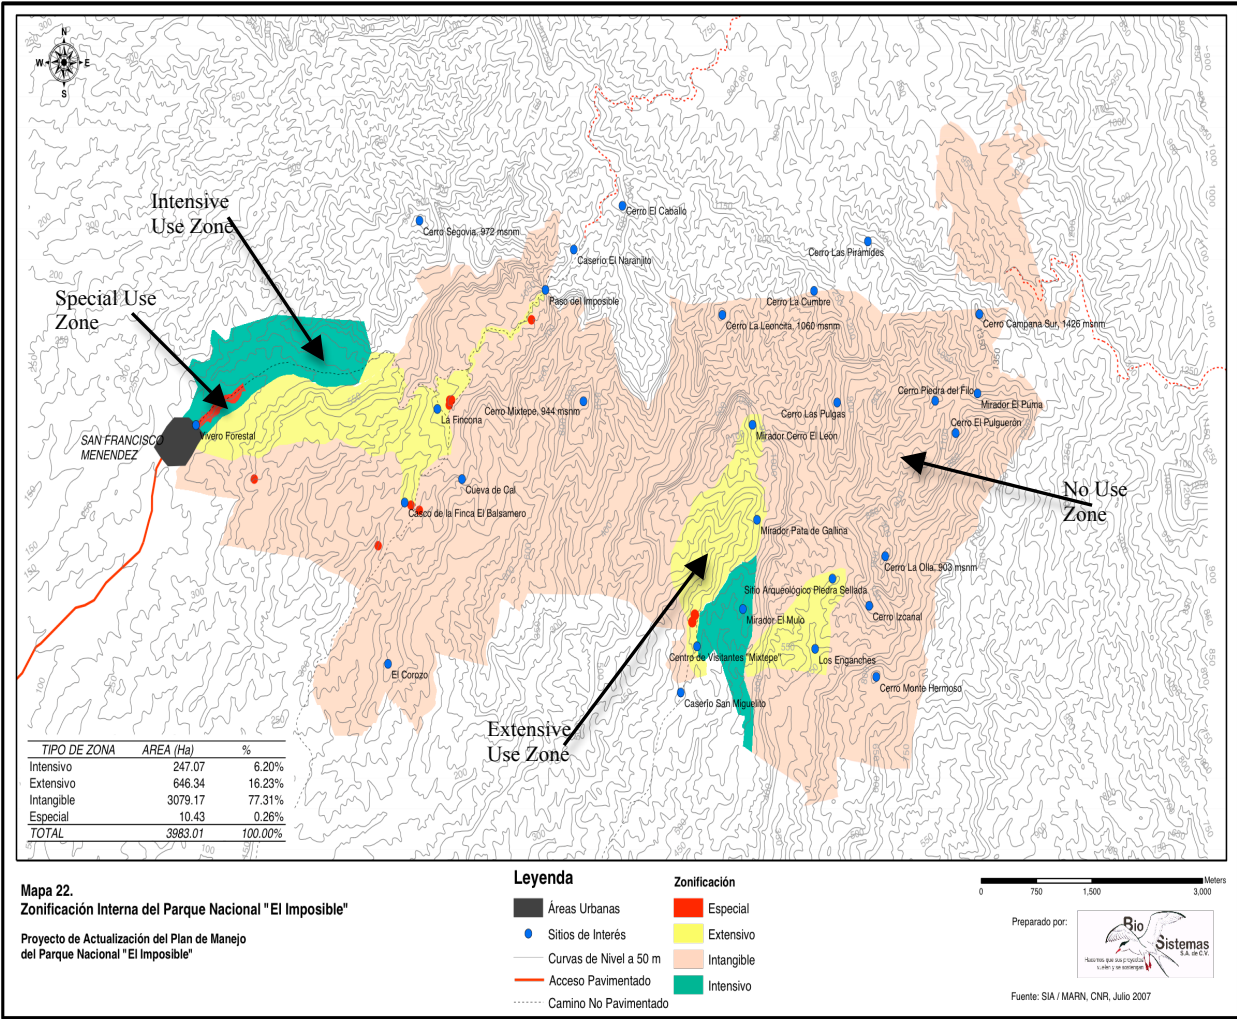 N
W
E
S
Intensive
Use Zone
Special Use
Zone
Cerro El Caballo
Cerro Segovia, 972 msnm
Caserio El Naranjito
Cerro Las Pirámides
Paso del Imposible
Cerro La Cumbre
Cerro La Leoncita, 1060 msnm
Cerro Campana Sur, 1426 msnm
Cerro Piedra del Filo
Mirador El Puma
Cerro Mixtepe, 944 msnm
La Fincona
Cerro Las Pulgas
Cerro El Pulguerón
Mirador Cerro El León
Vivero Forestal
SAN FRANCISCO
MENENDEZ
Cueva de Cal
No Use
Zone
Casco de la Finca El Balsamero
Mirador Pata de Gallina
Cerro La Olla, 903 msnm
Sitio Arqueológico Piedra Sellada
Cerro Izcanal
Mirador El Mulo
Centro de Visitantes "Mixtepe"
Los Enganches
El Corozo
Cerro Monte Hermoso
Caserío San Miguelito
Extensive
Use Zone
TIPO DE ZONA AREA (Ha) %
Intensivo 247.07 6.20%
Extensivo 646.34 16.23%
Intangible 3079.17 77.31%
Especial 10.43 0.26%
TOTAL 3983.01 100.00%
Mapa 22.
Zonificación Interna del Parque Nacional "El Imposible"
Proyecto de Actualización del Plan de Manejo
del Parque Nacional "El Imposible"
Leyenda
Áreas Urbanas
Sitios de Interés
Curvas de Nivel a 50 m
Acceso Pavimentado
Camino No Pavimentado
Zonificación
Especial
Extensivo
Intangible
Intensivo
Meters
0 750 1,500 3,000
Preparado por:
Bio
Sistemas
S.A. de C.V.
Hacemos que sus proyectos
vuelen y se sostengan
Fuente: SIA / MARN, CNR, Julio 2007